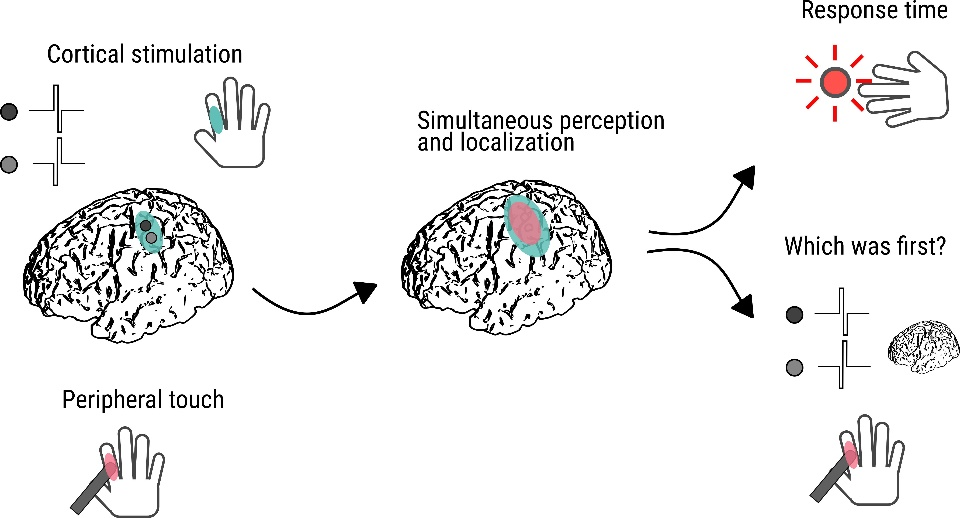 Cortical stimulation
Peripheral touch
Simultaneous perception
and localization
Response time
Which was first?